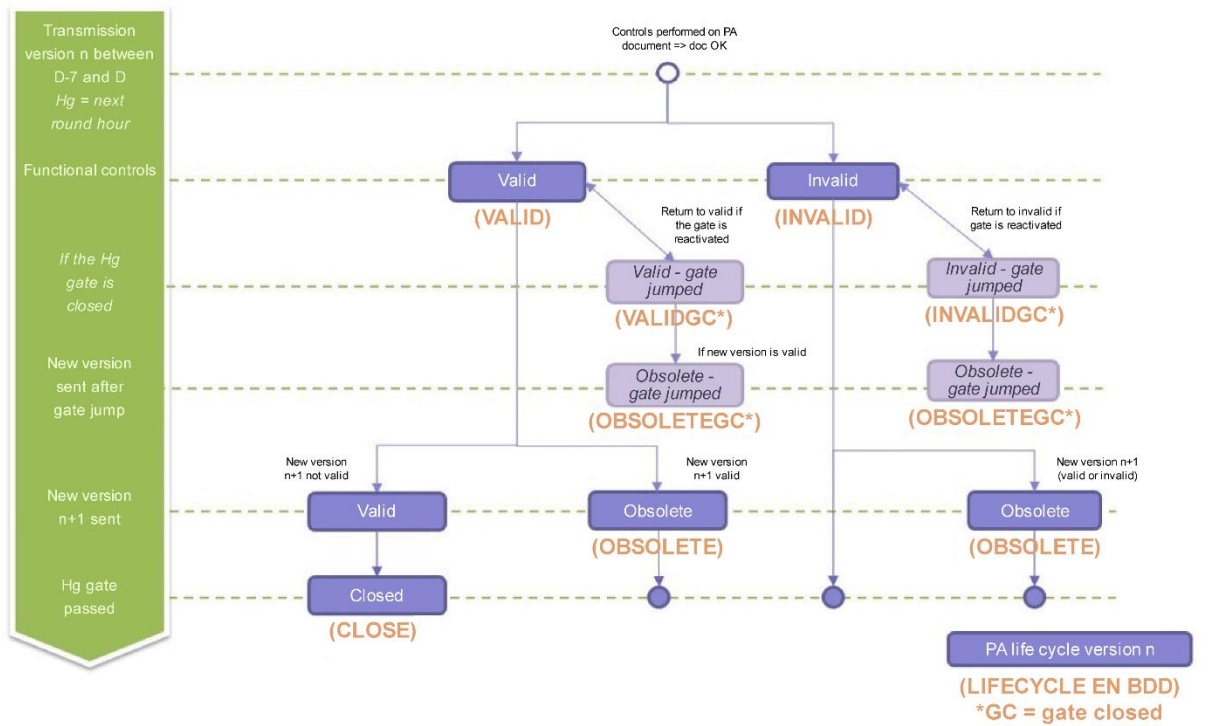 Transmission
version n between
D-7 and D
Hg = next
round hour
Controls performed on PA
document => doc OK
Functional controls
Valid
(VALID)
Invalid
(INVALID)
Return to valid if
the gate is
reactivated
Return to invalid if
gate is reactivated
If the Hg
gate is
closed
Valid - gate
jumped
(VALIDGC*)
Invalid - gate
jumped
(INVALIDGC*)
If new version is valid
New version
sent after
gate jump
Obsolete -
gate jumped
(OBSOLETEGC*)
Obsolete -
gate jumped
(OBSOLETEGC*)
New version
n+1 not valid
New version
n+1 valid
New version n+1
(valid or invalid)
New version
n+1 sent
Valid
Obsolete
(OBSOLETE)
Obsolete
(OBSOLETE)
Hg gate
passed
Closed
(CLOSE)
PA life cycle version n
(LIFECYCLE EN BDD)
*GC = gate closed